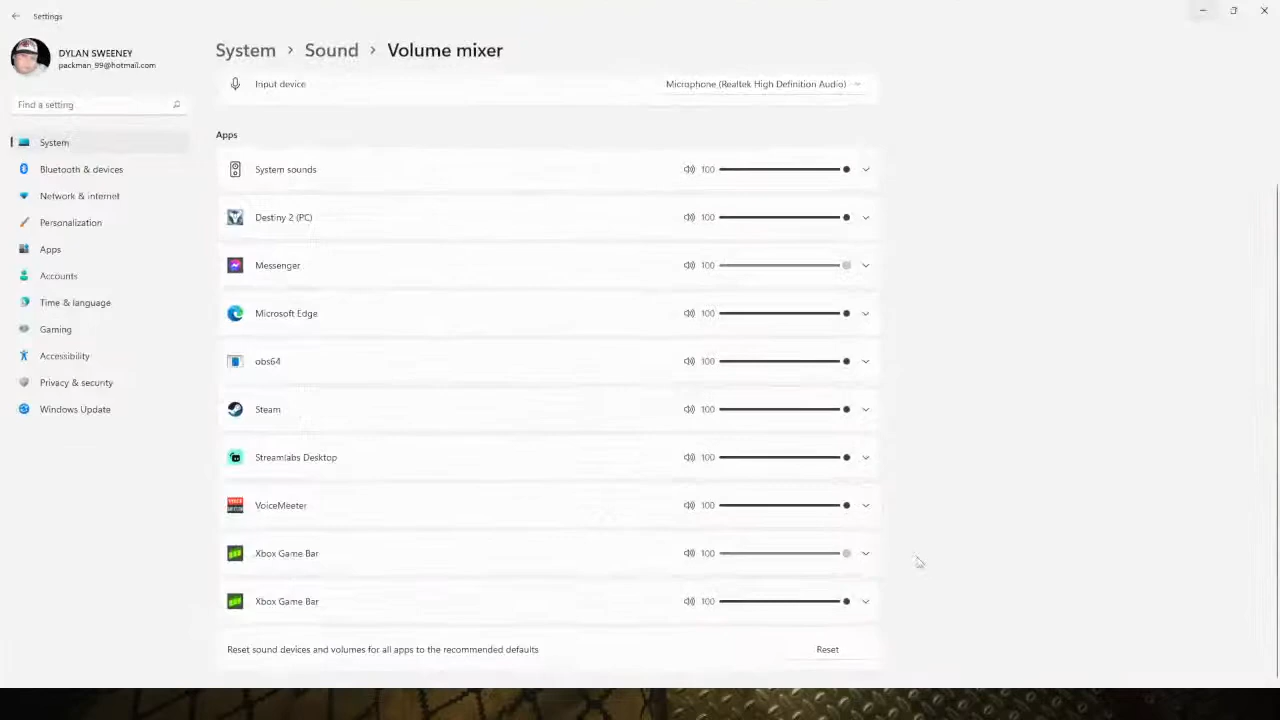 Settings
DYLAN SWEENEY
packman_99@hotmail.com
Find a setting
System
Bluetooth & devices
Network & internet
Personalization
Apps
Accounts
Time & language
Gaming
Accessibility
Privacy & security
Windows Update
System > Sound > Volume mixer
Input device Microphone (Realtek High Definition Audio)
Apps
System sounds 100
Destiny 2 (PC) 100
Messenger 100
Microsoft Edge 100
obs64 100
Steam 100
Streamlabs Desktop 100
VoiceMeeter 100
Xbox Game Bar 100
Xbox Game Bar 100
Reset sound devices and volumes for all apps to the recommended defaults Reset